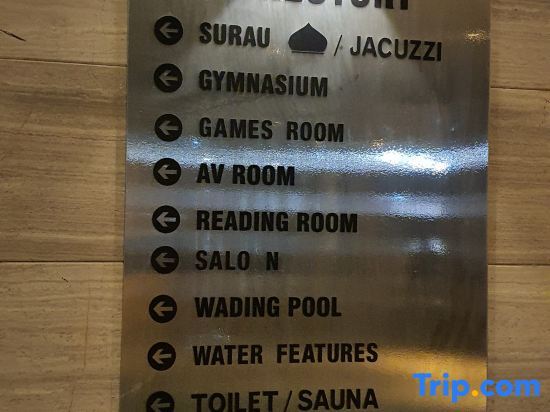 SURAU / JACUZZI
GYMNASIUM
GAMES ROOM
AV ROOM
READING ROOM
SALO N
WADING POOL
WATER FEATURES
TOILET / SAUNA
Trip.com